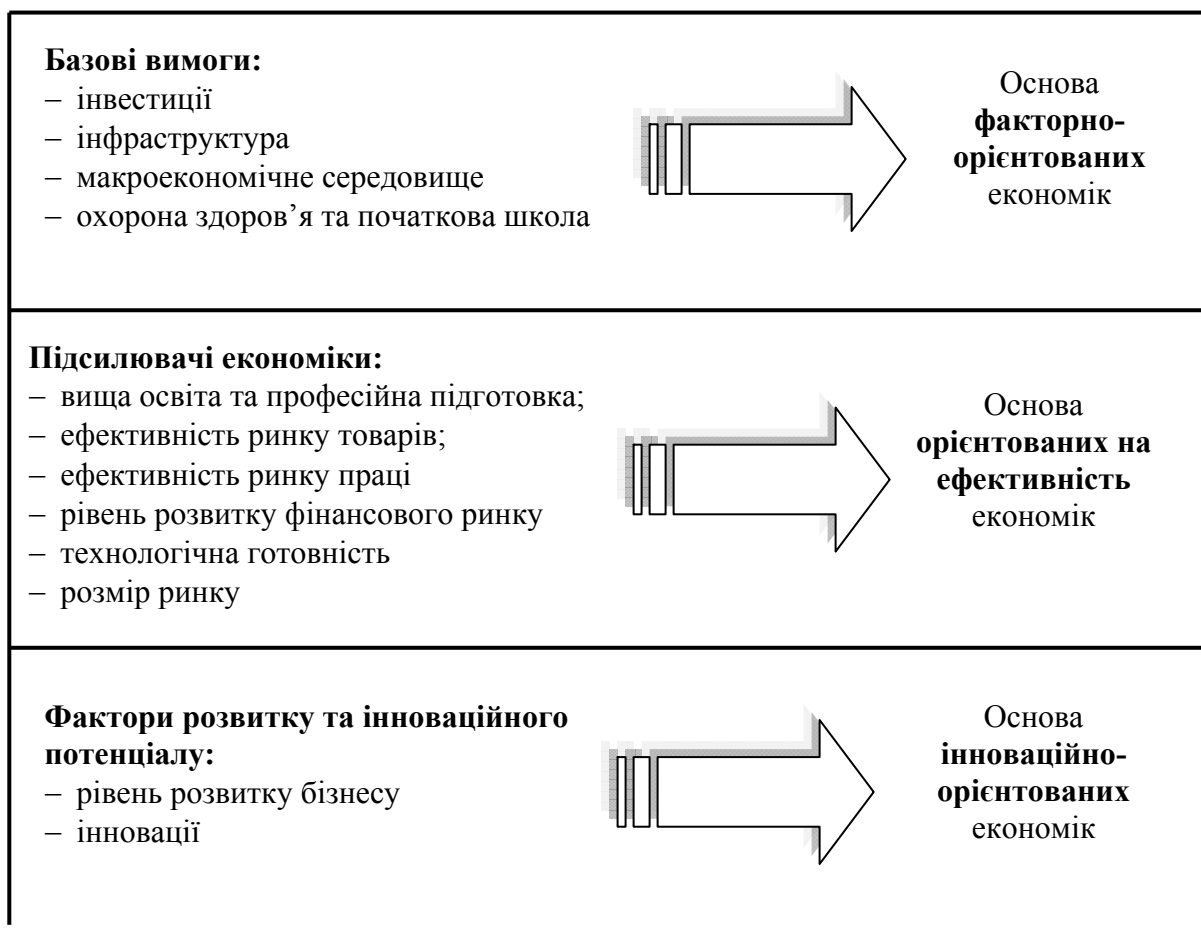 Базові вимоги:
– інвестиції
– інфраструктура
– макроекономічне середовище
– охорона здоров’я та початкова школа
Основа
факторно-
орієнтованих
економік
Підсилювачі економіки:
– вища освіта та професійна підготовка;
– ефективність ринку товарів;
– ефективність ринку праці
– рівень розвитку фінансового ринку
– технологічна готовність
– розмір ринку
Основа
орієнтованих на
ефективність
економік
Фактори розвитку та інноваційного
потенціалу:
– рівень розвитку бізнесу
– інновації
Основа
інноваційно-
орієнтованих
економік